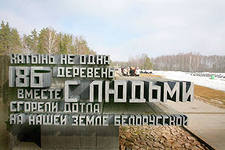 ХАТЫНЬ НЕ ОДНА
186 ДЕРЕВЕНЬ
ВМЕСТЕ С ЛЮДЬМИ
СГОРЕЛИ ДОТЛА
НА НАШЕЙ ЗЕМЛЕ БЕЛОРУССКОЙ